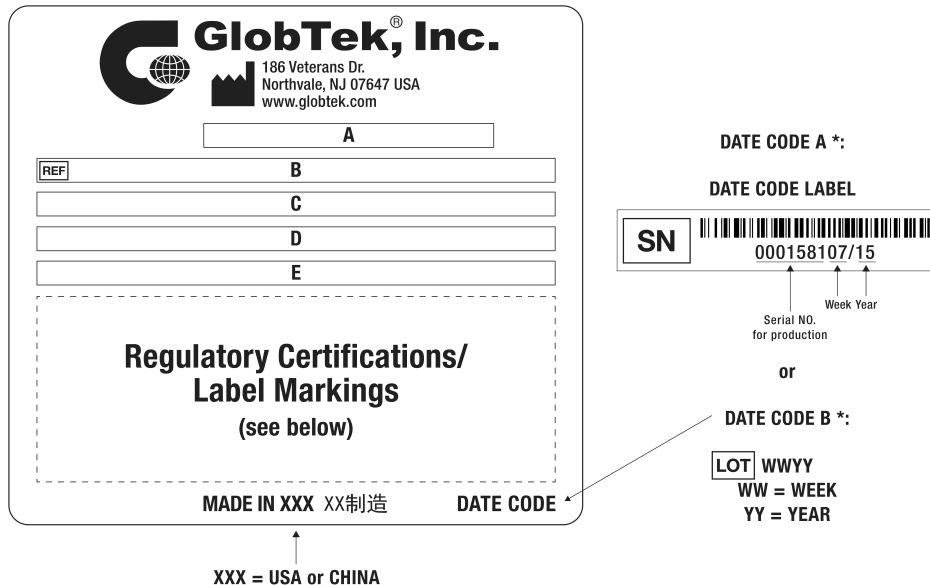 GlobTek, Inc.®
186 Veterans Dr.
Northvale, NJ 07647 USA
www.globtek.com
A
REF B
C
D
E
Regulatory Certifications/
Label Markings
(see below)
MADE IN XXX XX制造 DATE CODE
XXX = USA or CHINA
DATE CODE A *:
DATE CODE LABEL
SN
000158107/15
Week Year
Serial NO.
for production
or
DATE CODE B *:
LOT WWYY
WW = WEEK
YY = YEAR